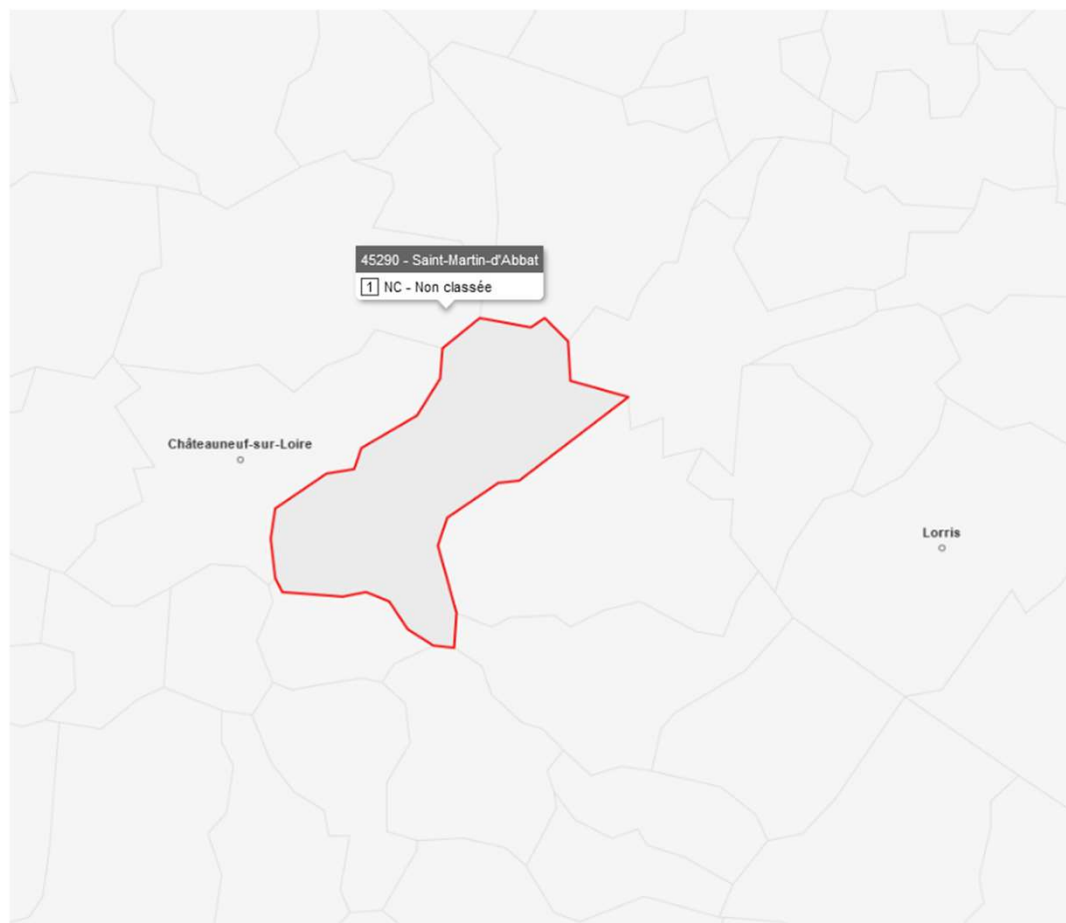 45290 - Saint-Martin-d'Abbat
1 NC - Non classée
Châteauneuf-sur-Loire
Lorris